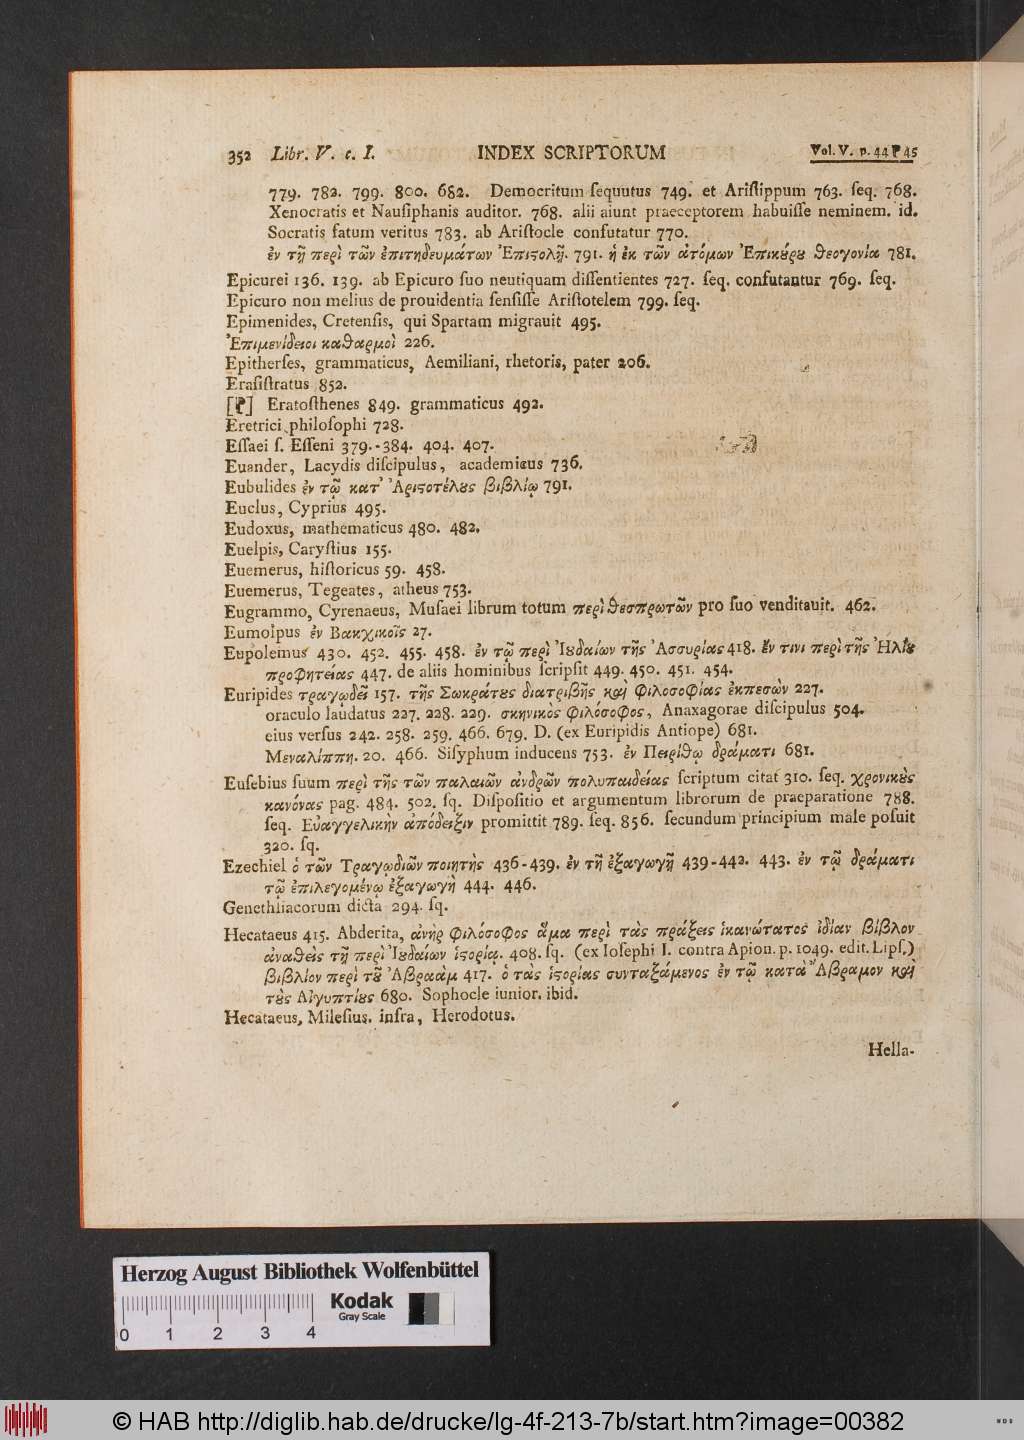 352 Libr. V. c. I. INDEX SCRIPTORUM Vol. V. p. 44 45
779. 782. 799. 800. 682. Democritum ſequutus 749. et Ariſtippum 763. ſeq. 768.
Xenocratis et Nauſiphanis auditor. 768. alii aiunt praeceptorem habuiſſe neminem. id.
Socratis fatum veritus 783. ab Ariſtocle confutatur 770.
ἐν τῇ περὶ τῶν ἐπιτηδευμάτων Ἐπιϛολῇ. 791. ἡ ἐκ τῶν ἀτόμων Ἐπικούρου θεογονία 781.
Epicurei 136. 139. ab Epicuro ſuo neutiquam diſſentientes 727. ſeq. confutantur 769. ſeq.
Epicuro non melius de prouidentia ſenſiſſe Ariſtotelem 799. ſeq.
Epimenides, Cretenſis, qui Spartam migrauit 495.
Ἐπιμενίδειοι καθαρμοὶ 226.
Epitherſes, grammaticus, Aemiliani, rhetoris, pater 206.
Eraſiſtratus 852.
[P] Eratoſthenes 849. grammaticus 492.
Eretrici philoſophi 728.
Eſſaei ſ. Eſſeni 379.-384. 404. 407.
Euander, Lacydis diſcipulus, academicus 736.
Eubulides ἐν τῷ κατ' Ἀριϛοτέλους βιβλίῳ 791.
Euclus, Cyprius 495.
Eudoxus, mathematicus 480. 482.
Euelpis, Caryſtius 155.
Euemerus, hiſtoricus 59. 458.
Euemerus, Tegeates, atheus 753.
Eugrammo, Cyrenaeus, Muſaei librum totum περὶ θεσπρωτῶν pro ſuo venditauit. 462.
Eumolpus ἐν Βακχικοῖς 27.
Eupolemus 430. 452. 455. 458. ἐν τῷ περὶ Ἰουδαίων τῆς Ἀσσυρίας 418. ἔν τινι περὶ τῆς Ἠλίου
προφητείας 447. de aliis hominibus ſcripſit 449. 450. 451. 454.
Euripides τραγῳδεῖ 157. τῆς Σωκράτους διατριβῆς καὶ φιλοσοφίας ἐκπεσὼν 227.
oraculo laudatus 227. 228. 229. σκηνικὸς φιλόσοφος, Anaxagorae diſcipulus 504.
eius verſus 242. 258. 259. 466. 679. D. (ex Euripidis Antiope) 681.
Μεναλίππῃ. 20. 466. Siſyphum inducens 753. ἐν Πειρίθῳ δράματι 681.
Euſebius ſuum περὶ τῆς τῶν παλαιῶν ἀνδρῶν πολυπαιδείας ſcriptum citat 310. ſeq. χρονικοὺς
κανόνας pag. 484. 502. ſq. Diſpoſitio et argumentum librorum de praeparatione 788.
ſeq. Εὐαγγελικὴν ἀπόδειξιν promittit 789. ſeq. 856. ſecundum principium male poſuit
320. ſq.
Ezechiel ὁ τῶν Τραγῳδιῶν ποιητὴς 436-439. ἐν τῇ ἐξαγωγῇ 439-442. 443. ἐν τῷ δράματι
τῷ ἐπιλεγομένῳ ἐξαγωγὴ 444. 446.
Genethliacorum dicta 294. ſq.
Hecataeus 415. Abderita, ἀνὴρ φιλόσοφος ἅμα περὶ τὰς πράξεις ἱκανώτατος ἰδίαν βίβλον
ἀναθεὶς τῇ περὶ Ἰουδαίων ἱϛορίᾳ. 408. ſq. (ex Ioſephi I. contra Apion. p. 1049. edit. Lipſ.)
βιβλίον περὶ τοῦ Ἀβραὰμ 417. ὁ τὰς ἱϛορίας συνταξάμενος ἐν τῷ κατὰ Ἄβραμον καὶ
τοὺς Αἰγυπτίους 680. Sophocle iunior. ibid.
Hecataeus, Mileſius. infra, Herodotus.
Hella-
Herzog August Bibliothek Wolfenbüttel
Kodak
Gray Scale
0 1 2 3 4
© HAB http://diglib.hab.de/drucke/lg-4f-213-7b/start.htm?image=00382